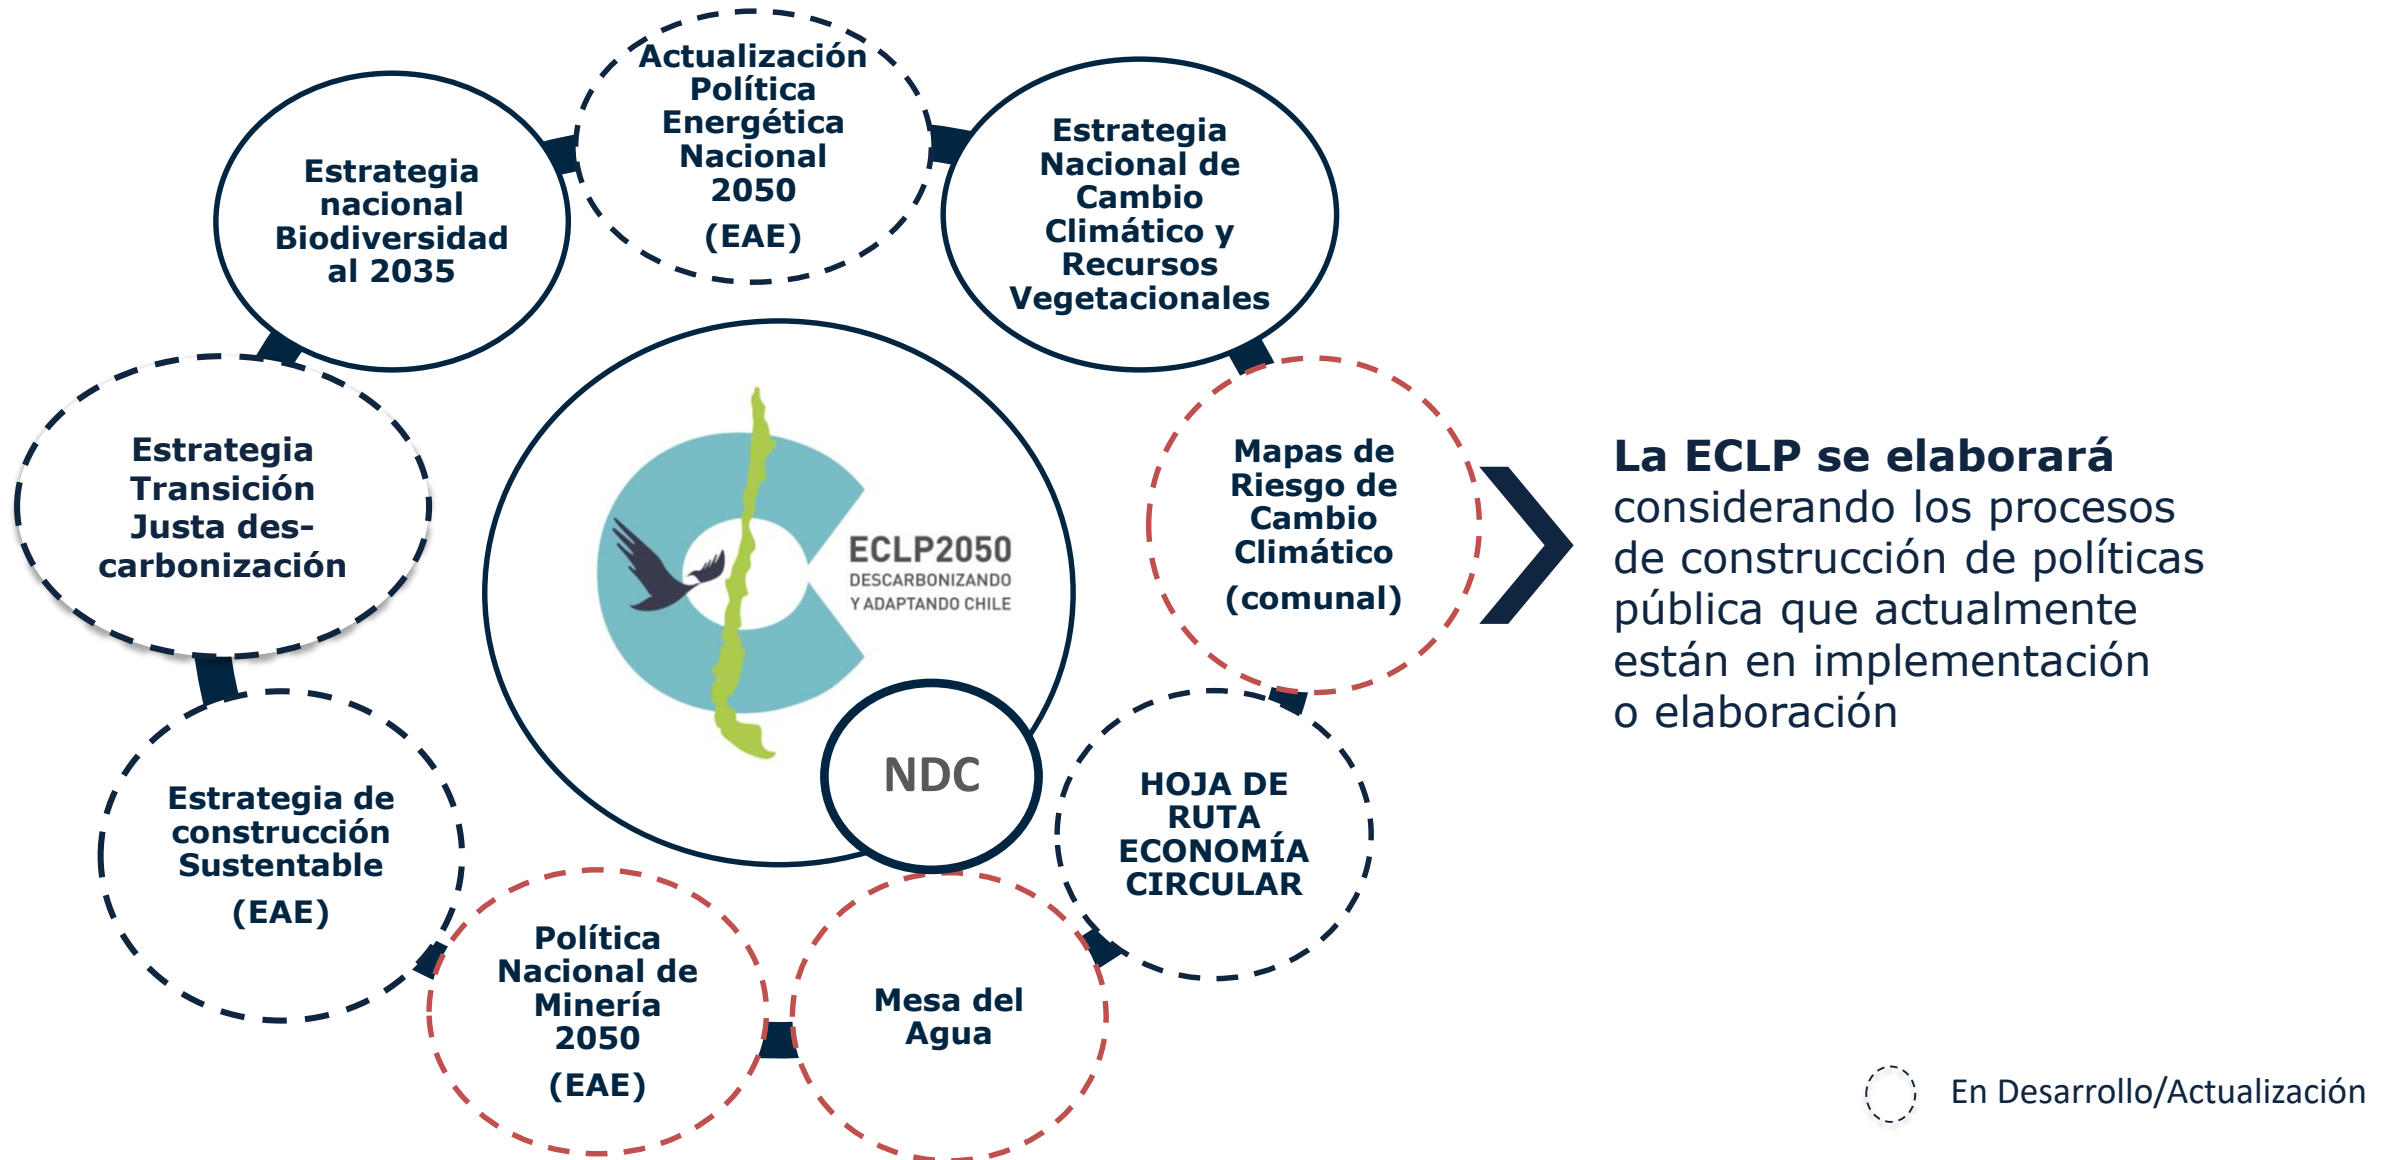 Actualización
Política
Energética
Nacional
2050
(EAE)
Estrategia
nacional
Biodiversidad
al 2035
Estrategia
Nacional de
Cambio
Climático y
Recursos
Vegetacionales
Estrategia
Transición
Justa des-
carbonización
ECLP2050
DESCARBONIZANDO
Y ADAPTANDO CHILE
NDC
Mapas de
Riesgo de
Cambio
Climático
(comunal)
La ECLP se elaborará
considerando los procesos
de construcción de políticas
pública que actualmente
están en implementación
o elaboración
Estrategia de
construcción
Sustentable
(EAE)
HOJA DE
RUTA
ECONOMÍA
CIRCULAR
Política
Nacional de
Minería
2050
(EAE)
Mesa del
Agua
En Desarrollo/Actualización